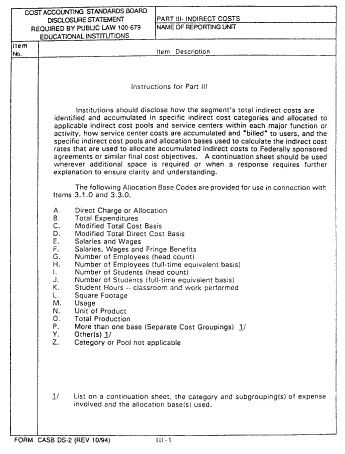 COST ACCOUNTING STANDARDS BOARD
DISCLOSURE STATEMENT
REQUIRED BY PUBLIC LAW 100-679
EDUCATIONAL INSTITUTIONS
PART III- INDIRECT COSTS
NAME OF REPORTING UNIT
Item
No.
Item Description
Instructions for Part III
Institutions should disclose how the segment's total indirect costs are
identified and accumulated in specific indirect cost categories and allocated to
applicable indirect cost pools and service centers within each major function or
activity, how service center costs are accumulated and "billed" to users, and the
specific indirect cost pools and allocation bases used to calculate the indirect cost
rates that are used to allocate accumulated indirect costs to Federally sponsored
agreements or similar final cost objectives. A continuation sheet should be used
wherever additional space is required or when a response requires further
explanation to ensure clarity and understanding.
The following Allocation Base Codes are provided for use in connection with
Items 3.1.0 and 3.3.0.
A. Direct Charge or Allocation
B. Total Expenditures
C. Modified Total Cost Basis
D. Modified Total Direct Cost Basis
E. Salaries and Wages
F. Salaries, Wages and Fringe Benefits
G. Number of Employees (head count)
H. Number of Employees (full-time equivalent basis)
I. Number of Students (head count)
J. Number of Students (full-time equivalent basis)
K. Student Hours -- classroom and work performed
L. Square Footage
M. Usage
N. Unit of Product
O. Total Production
P. More than one base (Separate Cost Groupings) 1/
Y. Other(s) 1/
Z. Category or Pool not applicable
1/ List on a continuation sheet, the category and subgrouping(s) of expense
involved and the allocation base(s) used.
FORM CASB DS-2 (REV 10/94) III - 1